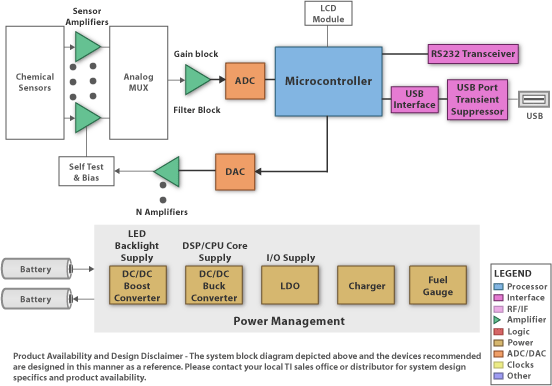 Sensor
Amplifiers
LCD
Module
Chemical
Sensors
Analog
MUX
Gain block
Filter Block
ADC
Microcontroller
RS232 Transceiver
USB
Interface
USB Port
Transient
Suppressor
USB
Self Test
& Bias
N Amplifiers
DAC
Battery
Battery
LED
Backlight
Supply
DC/DC
Boost
Converter
DSP/CPU Core
Supply
DC/DC
Buck
Converter
I/O Supply
LDO
Charger
Fuel
Gauge
Power Management
LEGEND
Processor
Interface
RF/IF
Amplifier
Logic
Power
ADC/DAC
Clocks
Other
Product Availability and Design Disclaimer - The system block diagram depicted above and the devices recommended
are designed in this manner as a reference. Please contact your local TI sales office or distributor for system design
specifics and product availability.